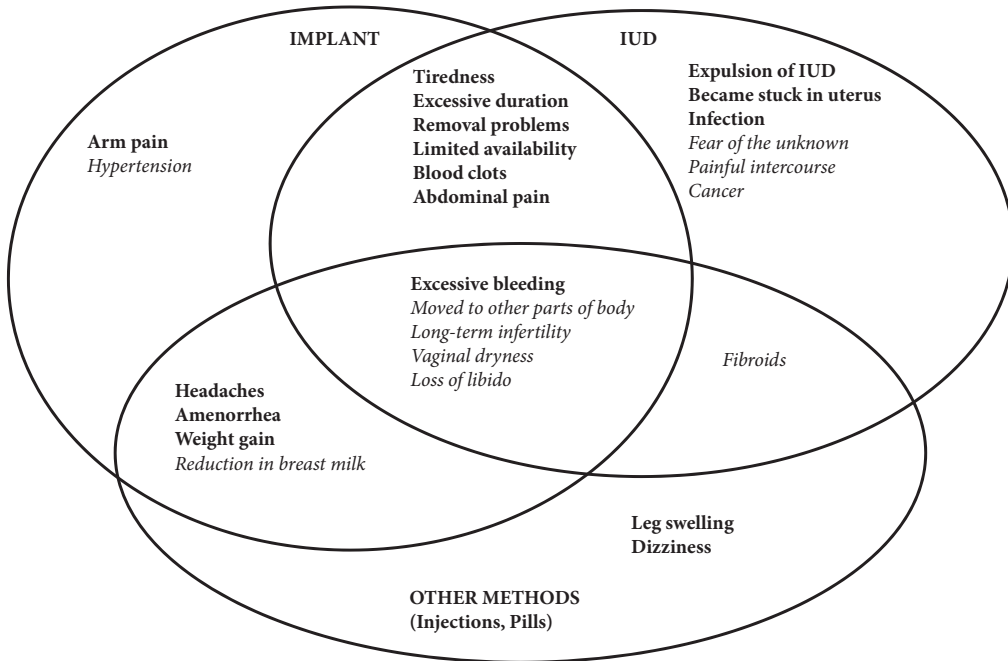 IMPLANT
IUD
Tiredness
Excessive duration
Removal problems
Limited availability
Blood clots
Abdominal pain
Expulsion of IUD
Became stuck in uterus
Infection
Fear of the unknown
Painful intercourse
Cancer
Arm pain
Hypertension
Excessive bleeding
Moved to other parts of body
Long-term infertility
Vaginal dryness
Loss of libido
Fibroids
Headaches
Amenorrhea
Weight gain
Reduction in breast milk
Leg swelling
Dizziness
OTHER METHODS
(Injections, Pills)